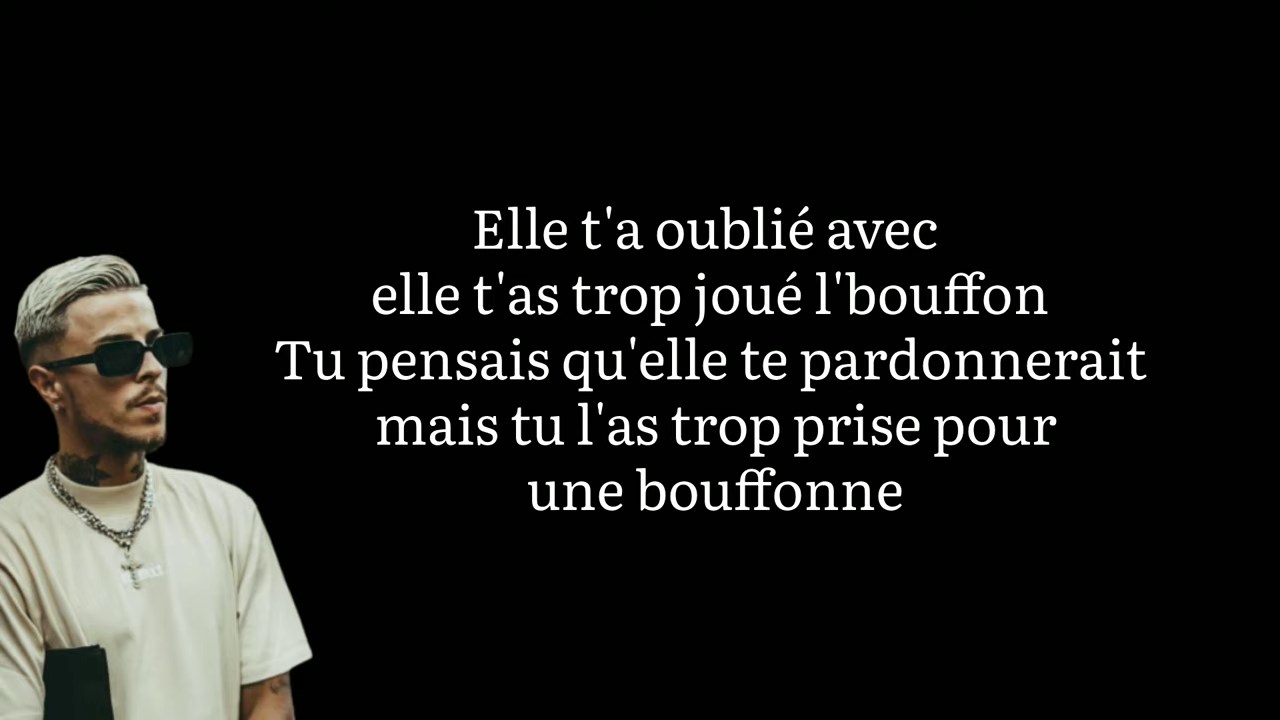 Elle t'a oublié avec
elle t'as trop joué l'bouffon
Tu pensais qu'elle te pardonnerait
mais tu l'as trop prise pour
une bouffonne